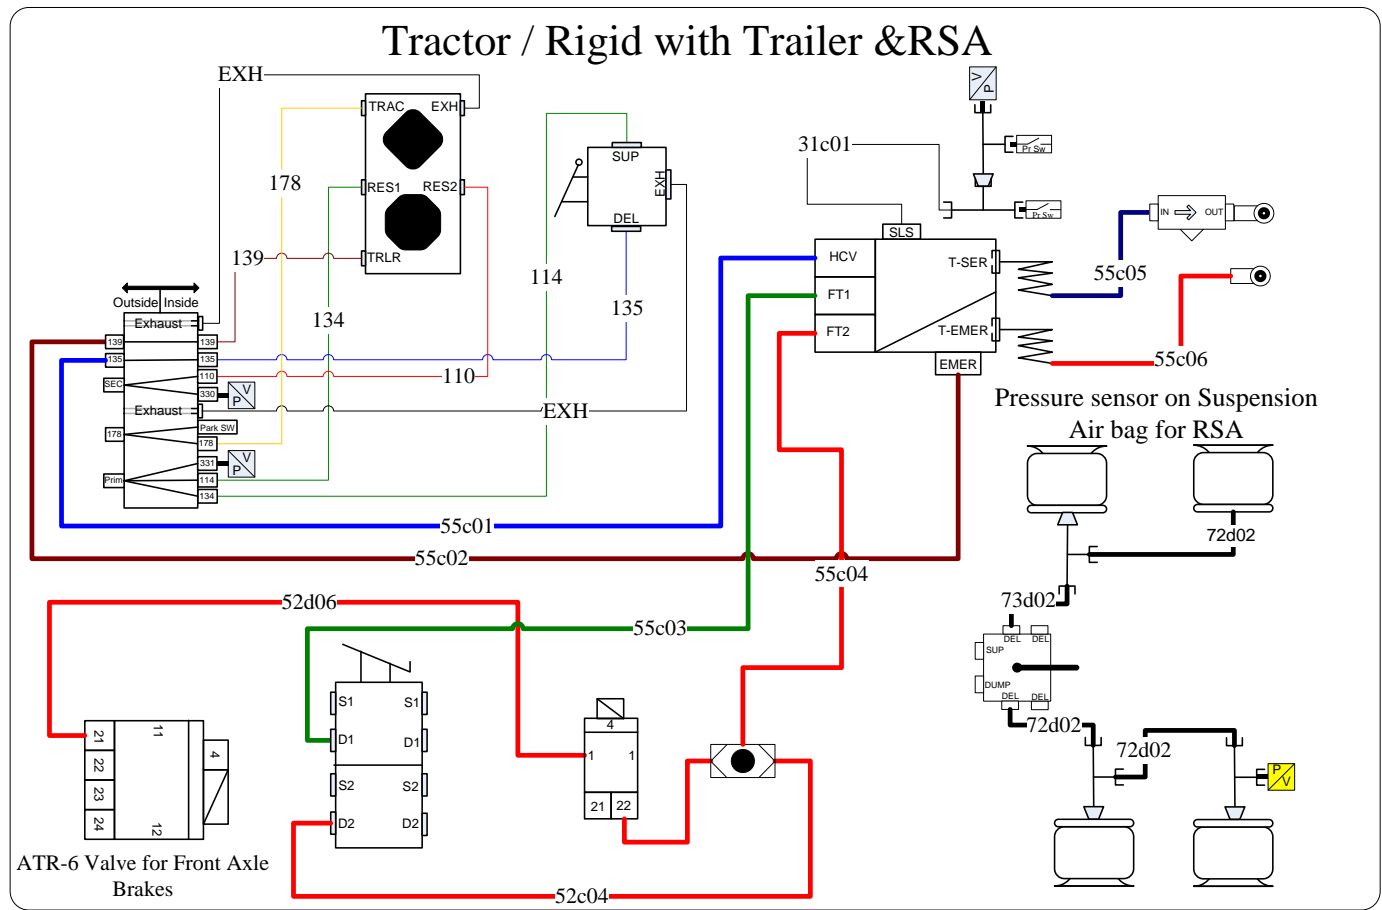 Tractor / Rigid with Trailer &RSA
EXH
TRAC
EXH
178
RES1
RES2
139
TRLR
134
SUP
EXH
DEL
114
135
31c01
V
P
Pr Sw
Pr Sw
SLS
HCV
T-SER
FT1
FT2
T-EMER
EMER
IN
OUT
55c05
55c06
Outside
Inside
Exhaust
139
139
135
135
SEC
110
110
330
V
P
Exhaust
EXH
Park SW
178
178
331
V
P
Prim
114
134
55c01
55c02
55c04
Pressure sensor on Suspension
Air bag for RSA
72d02
73d02
DEL
DEL
SUP
DUMP
DEL
DEL
72d02
72d02
P
V
52d06
55c03
21
22
23
24
11
12
4
ATR-6 Valve for Front Axle
Brakes
S1
S1
D1
D1
S2
S2
D2
D2
4
1
1
21
22
52c04